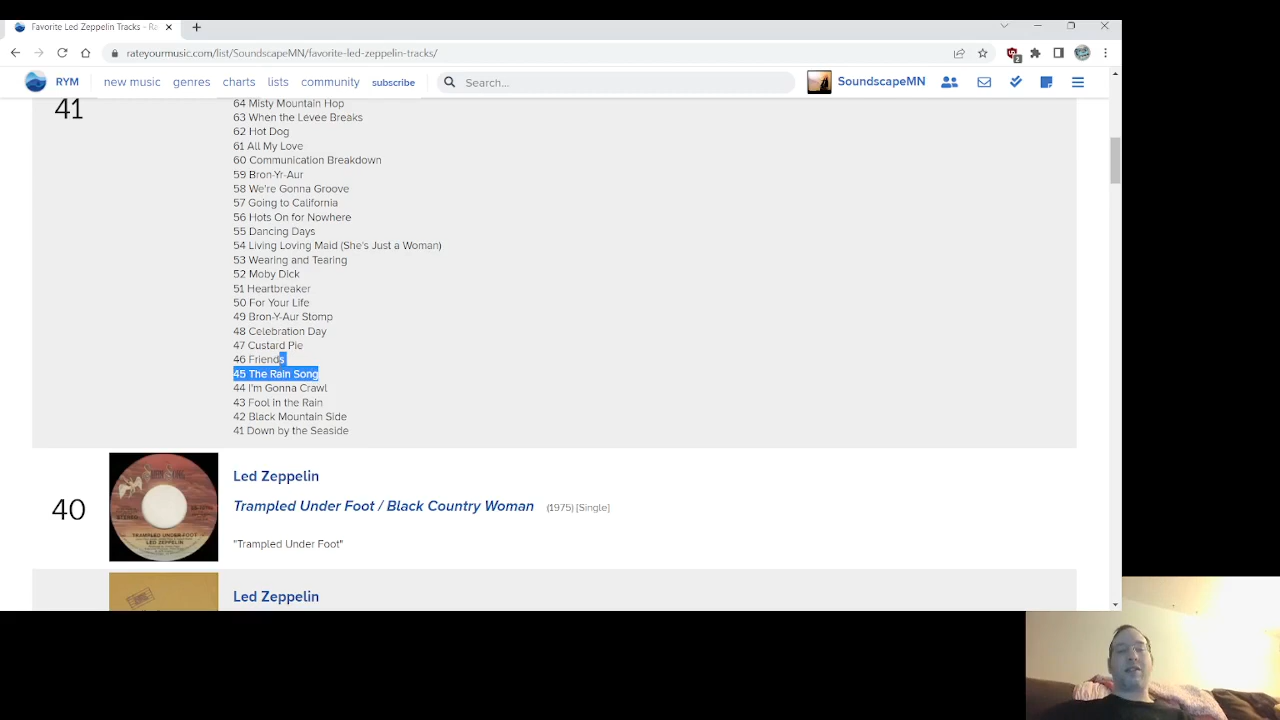 Favorite Led Zeppelin Tracks - Ra
rateyourmusic.com/list/SoundscapeMN/favorite-led-zeppelin-tracks/
2
RYM
new music
genres
charts
lists
community
subscribe
Search...
SoundscapeMN
41
64 Misty Mountain Hop
63 When the Levee Breaks
62 Hot Dog
61 All My Love
60 Communication Breakdown
59 Bron-Yr-Aur
58 We're Gonna Groove
57 Going to California
56 Hots On for Nowhere
55 Dancing Days
54 Living Loving Maid (She's Just a Woman)
53 Wearing and Tearing
52 Moby Dick
51 Heartbreaker
50 For Your Life
49 Bron-Y-Aur Stomp
48 Celebration Day
47 Custard Pie
46 Friends
45 The Rain Song
44 I'm Gonna Crawl
43 Fool in the Rain
42 Black Mountain Side
41 Down by the Seaside
40
Led Zeppelin
Trampled Under Foot / Black Country Woman (1975) [Single]
"Trampled Under Foot"
TRAMPLED UNDER FOOT
LED ZEPPELIN
Led Zeppelin